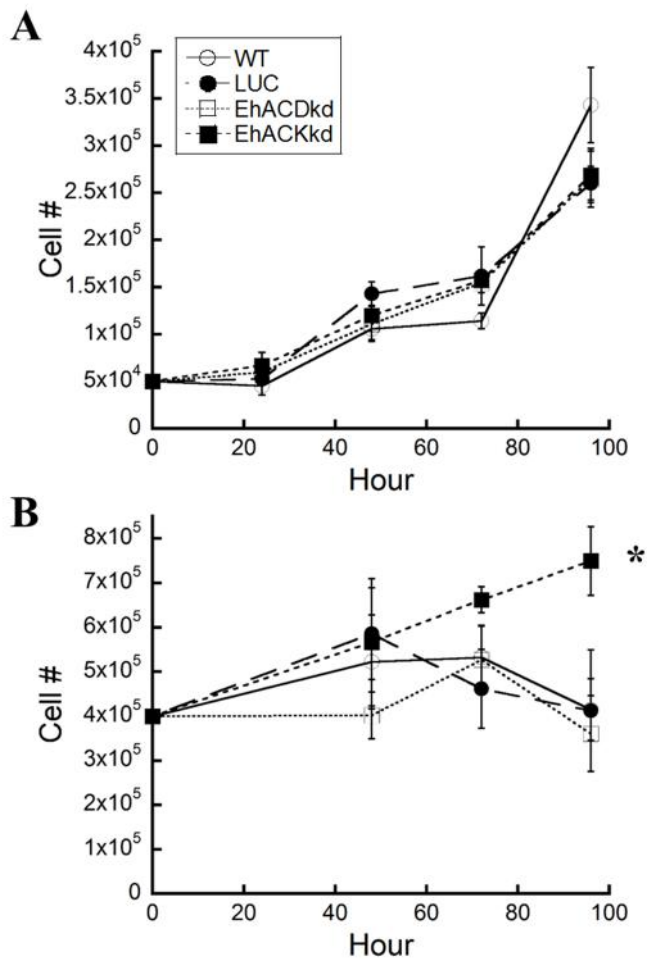 A
4x10⁵
3.5x10⁵
3x10⁵
2.5x10⁵
2x10⁵
1.5x10⁵
1x10⁵
5x10⁴
0
Cell #
WT
LUC
EhACDkd
EhACKkd
0 20 40 60 80 100
Hour
B
8x10⁵
7x10⁵
6x10⁵
5x10⁵
4x10⁵
3x10⁵
2x10⁵
1x10⁵
0
Cell #
*
0 20 40 60 80 100
Hour